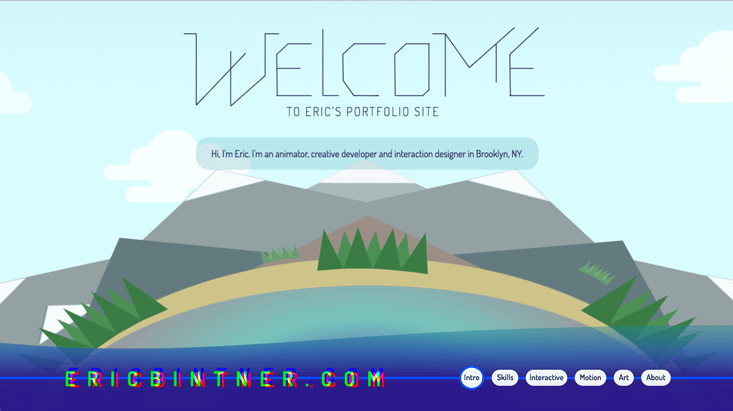 WELCOME
TO ERIC'S PORTFOLIO SITE
Hi, I'm Eric. I'm an animator, creative developer and interaction designer in Brooklyn, NY.
ERICBINTNER.COM
Intro Skills Interactive Motion Art About